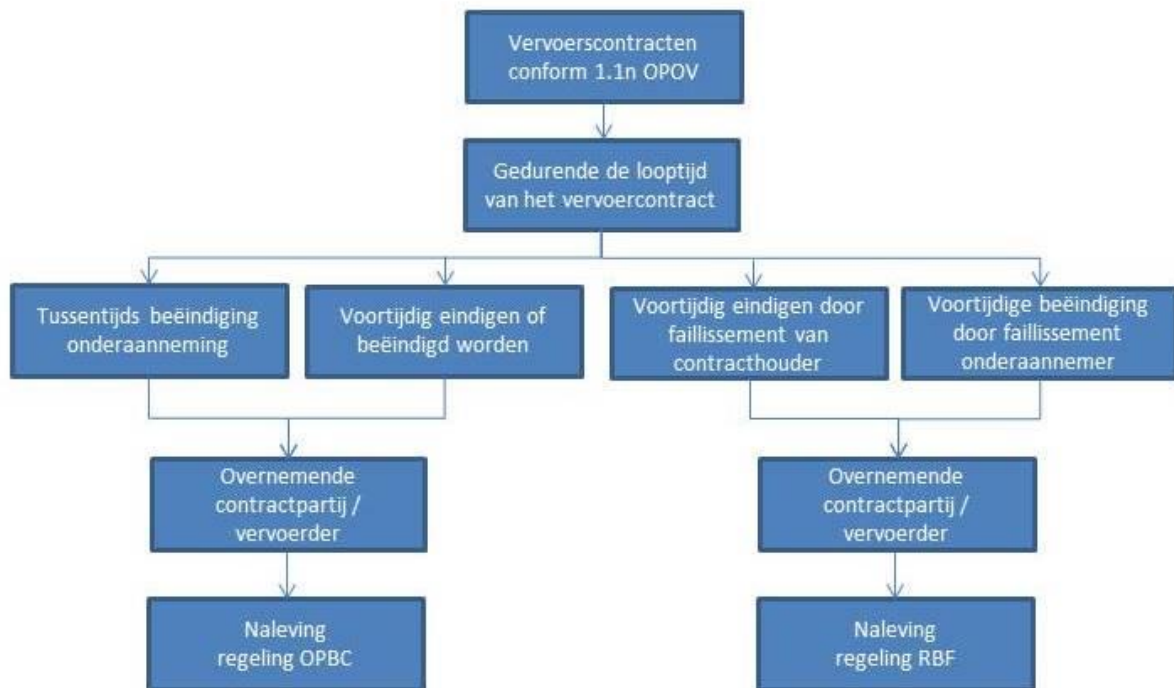 Vervoerscontracten
conform 1.1n OPOV
Gedurende de looptijd
van het vervoercontract
Tussentijds beëindiging
onderaanneming
Voortijdig eindigen of
beëindigd worden
Voortijdig eindigen door
faillissement van
contracthouder
Voortijdige beëindiging
door faillissement
onderaannemer
Overnemende
contractpartij /
vervoerder
Overnemende
contractpartij /
vervoerder
Naleving
regeling OPBC
Naleving
regeling RBF